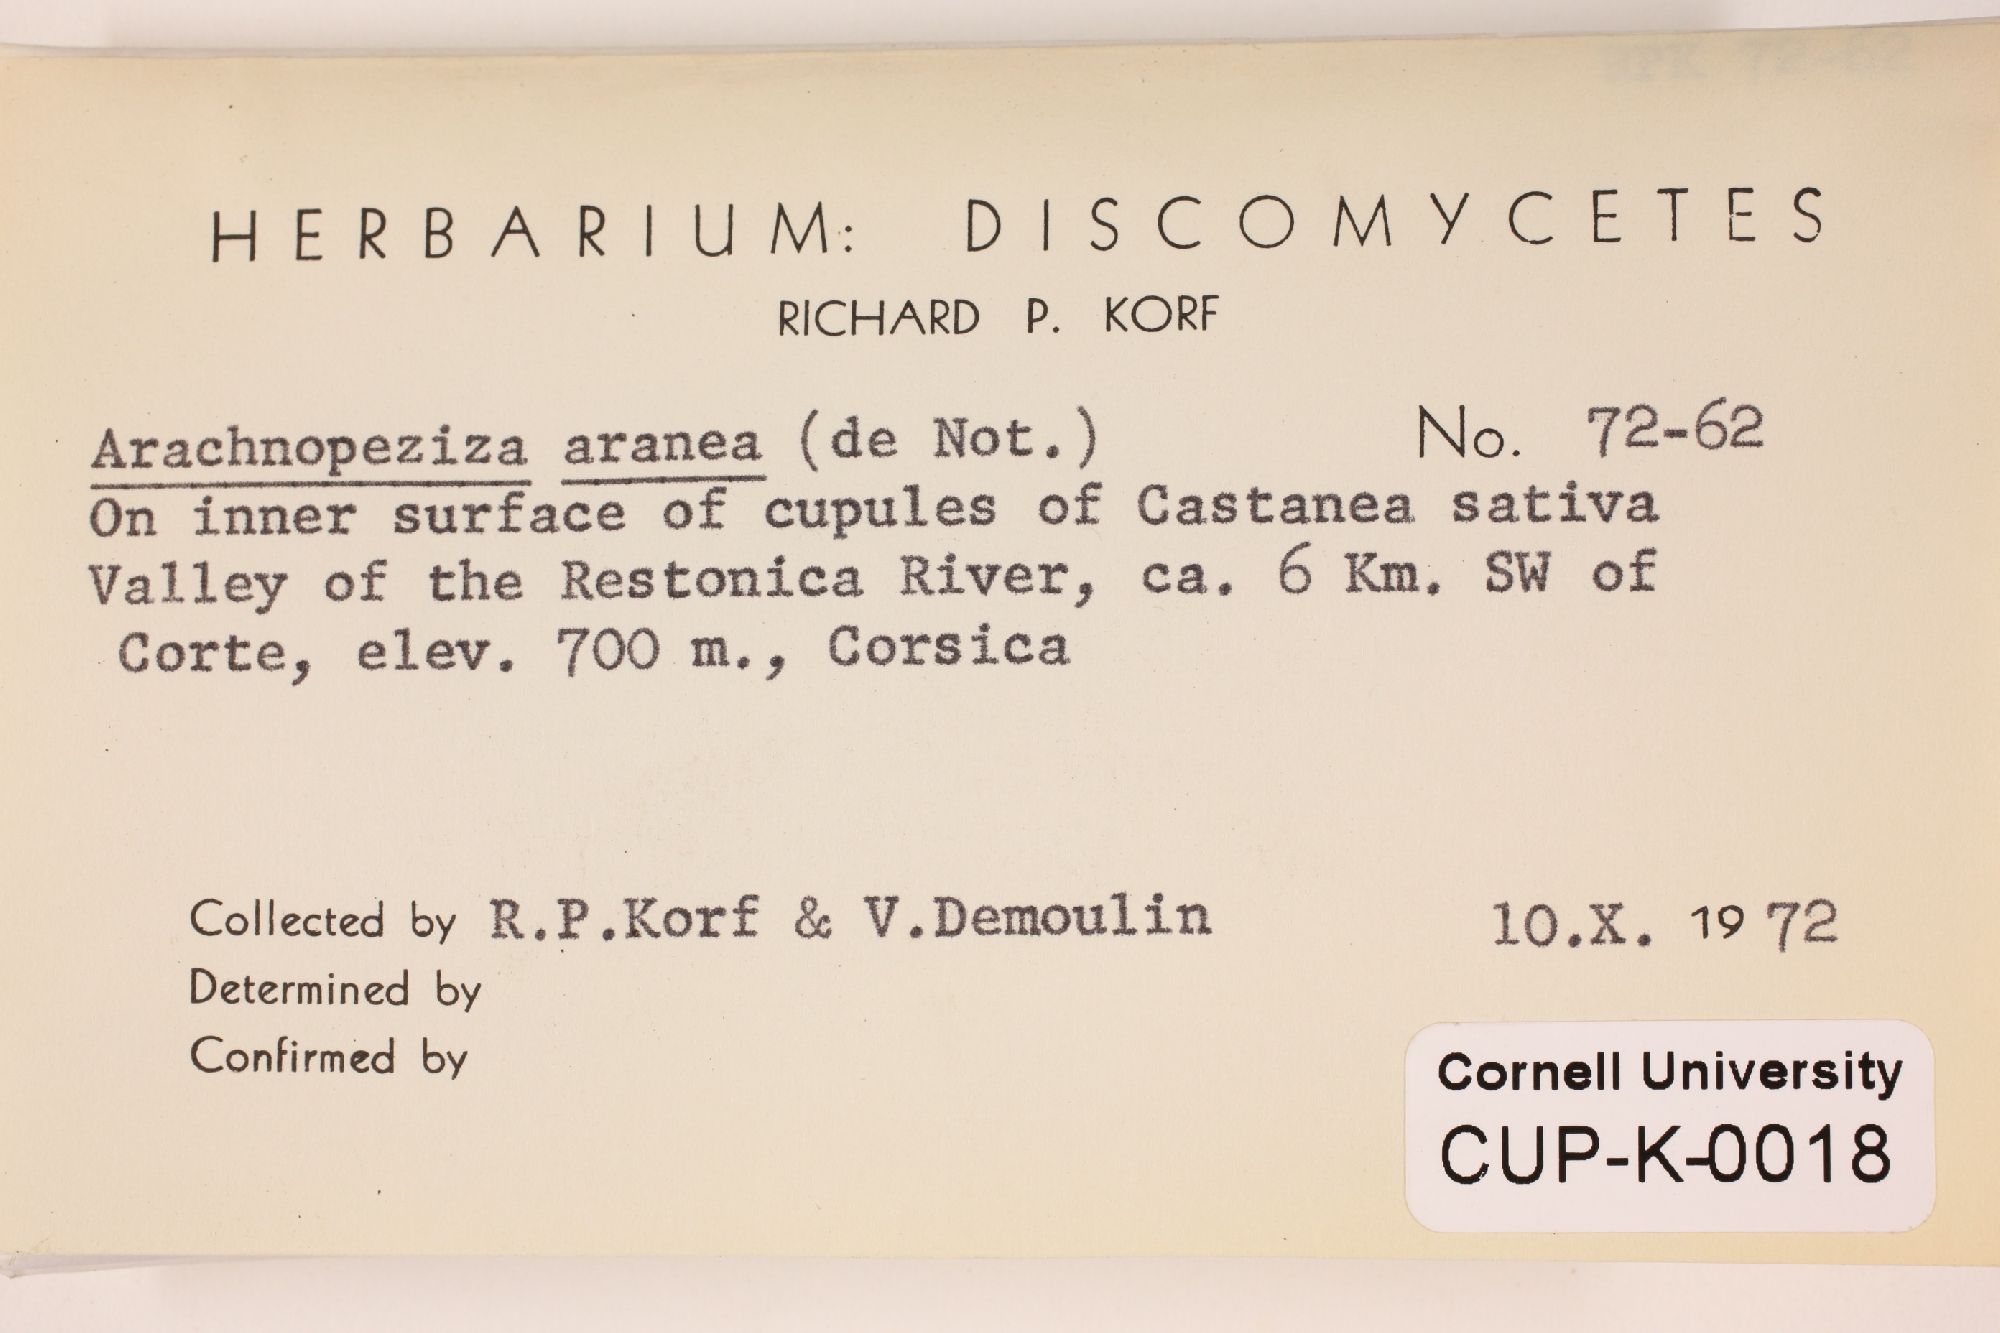 HERBARIUM: DISCOMYCETES
RICHARD P. KORF
Arachnopeziza aranea (de Not.) No. 72-62
On inner surface of cupules of Castanea sativa
Valley of the Restonica River, ca. 6 Km. SW of
Corte, elev. 700 m., Corsica
Collected by R.P.Korf & V.Demoulin 10.X. 1972
Determined by
Confirmed by
Cornell University
CUP-K-0018